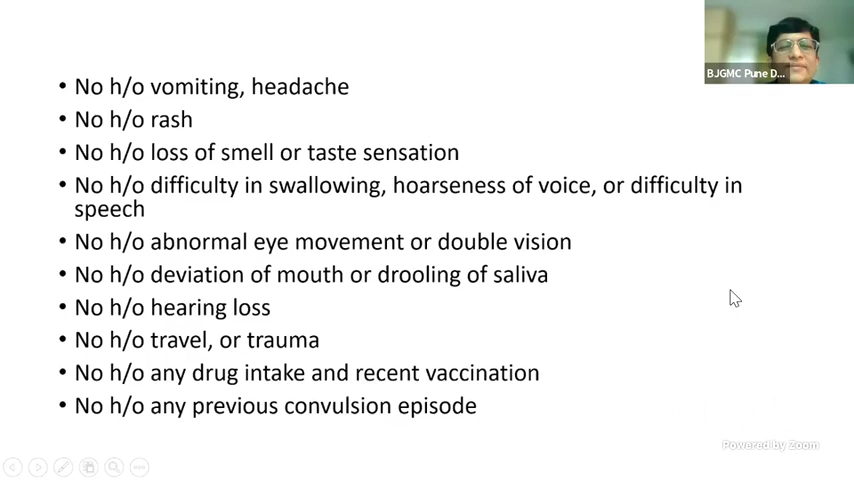 BJGMC Pune D...
• No h/o vomiting, headache
• No h/o rash
• No h/o loss of smell or taste sensation
• No h/o difficulty in swallowing, hoarseness of voice, or difficulty in
speech
• No h/o abnormal eye movement or double vision
• No h/o deviation of mouth or drooling of saliva
• No h/o hearing loss
• No h/o travel, or trauma
• No h/o any drug intake and recent vaccination
• No h/o any previous convulsion episode
Powered by Zoom